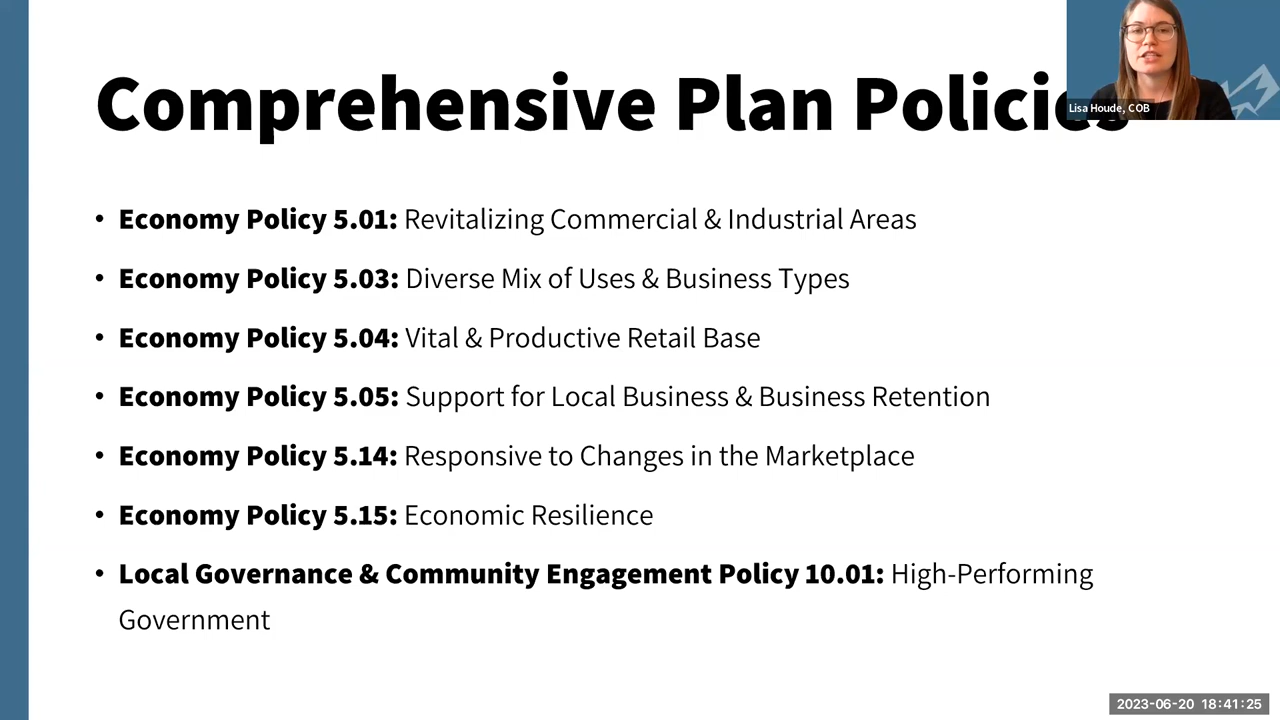 Comprehensive Plan Policies
Lisa Houde, COB
• Economy Policy 5.01: Revitalizing Commercial & Industrial Areas
• Economy Policy 5.03: Diverse Mix of Uses & Business Types
• Economy Policy 5.04: Vital & Productive Retail Base
• Economy Policy 5.05: Support for Local Business & Business Retention
• Economy Policy 5.14: Responsive to Changes in the Marketplace
• Economy Policy 5.15: Economic Resilience
• Local Governance & Community Engagement Policy 10.01: High-Performing
Government
2023-06-20 18:41:25